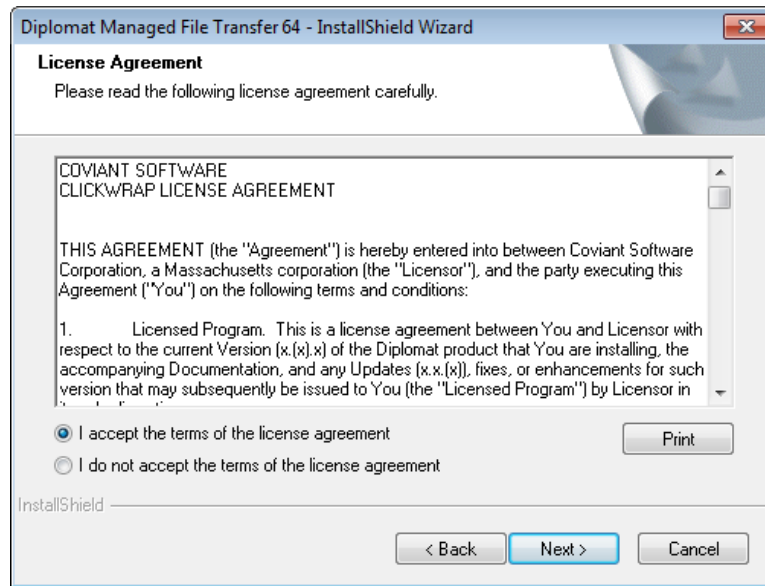 Diplomat Managed File Transfer 64 - InstallShield Wizard
License Agreement
Please read the following license agreement carefully.
COVIANT SOFTWARE
CLICKWRAP LICENSE AGREEMENT
THIS AGREEMENT (the "Agreement") is hereby entered into between Coviant Software
Corporation, a Massachusetts corporation (the "Licensor"), and the party executing this
Agreement ("You") on the following terms and conditions:
1. Licensed Program. This is a license agreement between You and Licensor with
respect to the current Version (x.(x).x) of the Diplomat product that You are installing, the
accompanying Documentation, and any Updates (x.x.(x)), fixes, or enhancements for such
version that may subsequently be issued to You (the "Licensed Program") by Licensor in
I accept the terms of the license agreement
Print
I do not accept the terms of the license agreement
InstallShield
< Back
Next >
Cancel